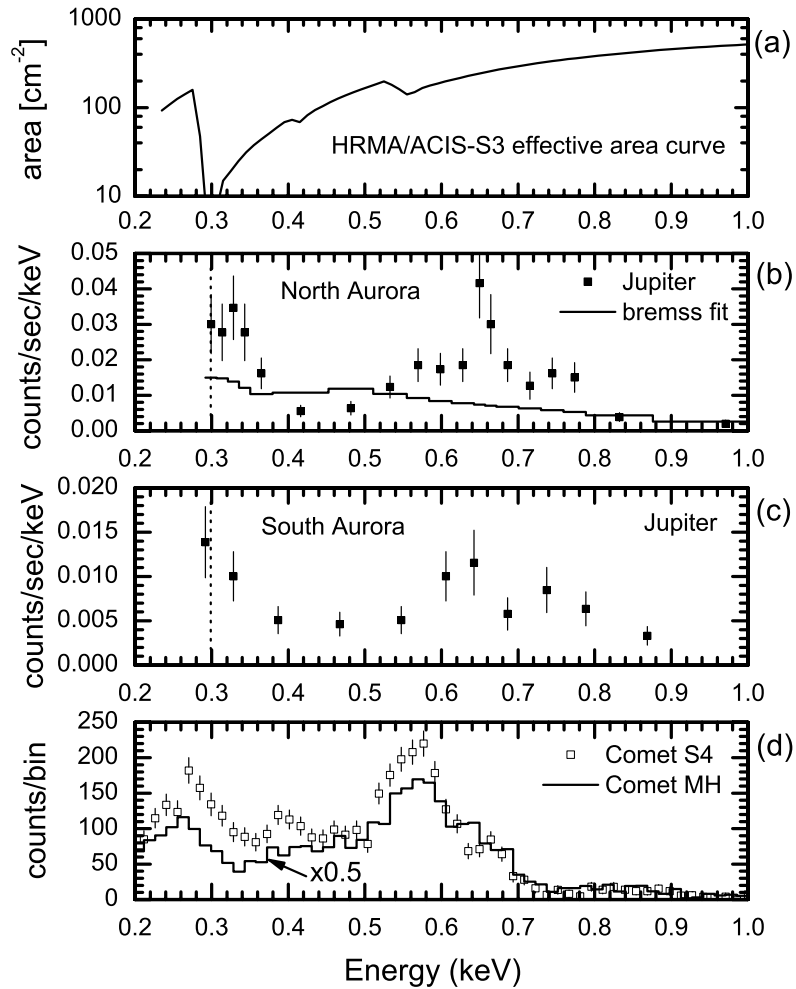 1000
100
10
area [cm-2]
(a)
HRMA/ACIS-S3 effective area curve
0.2 0.3 0.4 0.5 0.6 0.7 0.8 0.9 1.0
0.05
0.04
0.03
0.02
0.01
0.00
counts/sec/keV
(b)
North Aurora
Jupiter
bremss fit
0.2 0.3 0.4 0.5 0.6 0.7 0.8 0.9 1.0
0.020
0.015
0.010
0.005
0.000
counts/sec/keV
(c)
South Aurora
Jupiter
0.2 0.3 0.4 0.5 0.6 0.7 0.8 0.9 1.0
250
200
150
100
50
0
counts/bin
(d)
Comet S4
Comet MH
x0.5
0.2 0.3 0.4 0.5 0.6 0.7 0.8 0.9 1.0
Energy (keV)